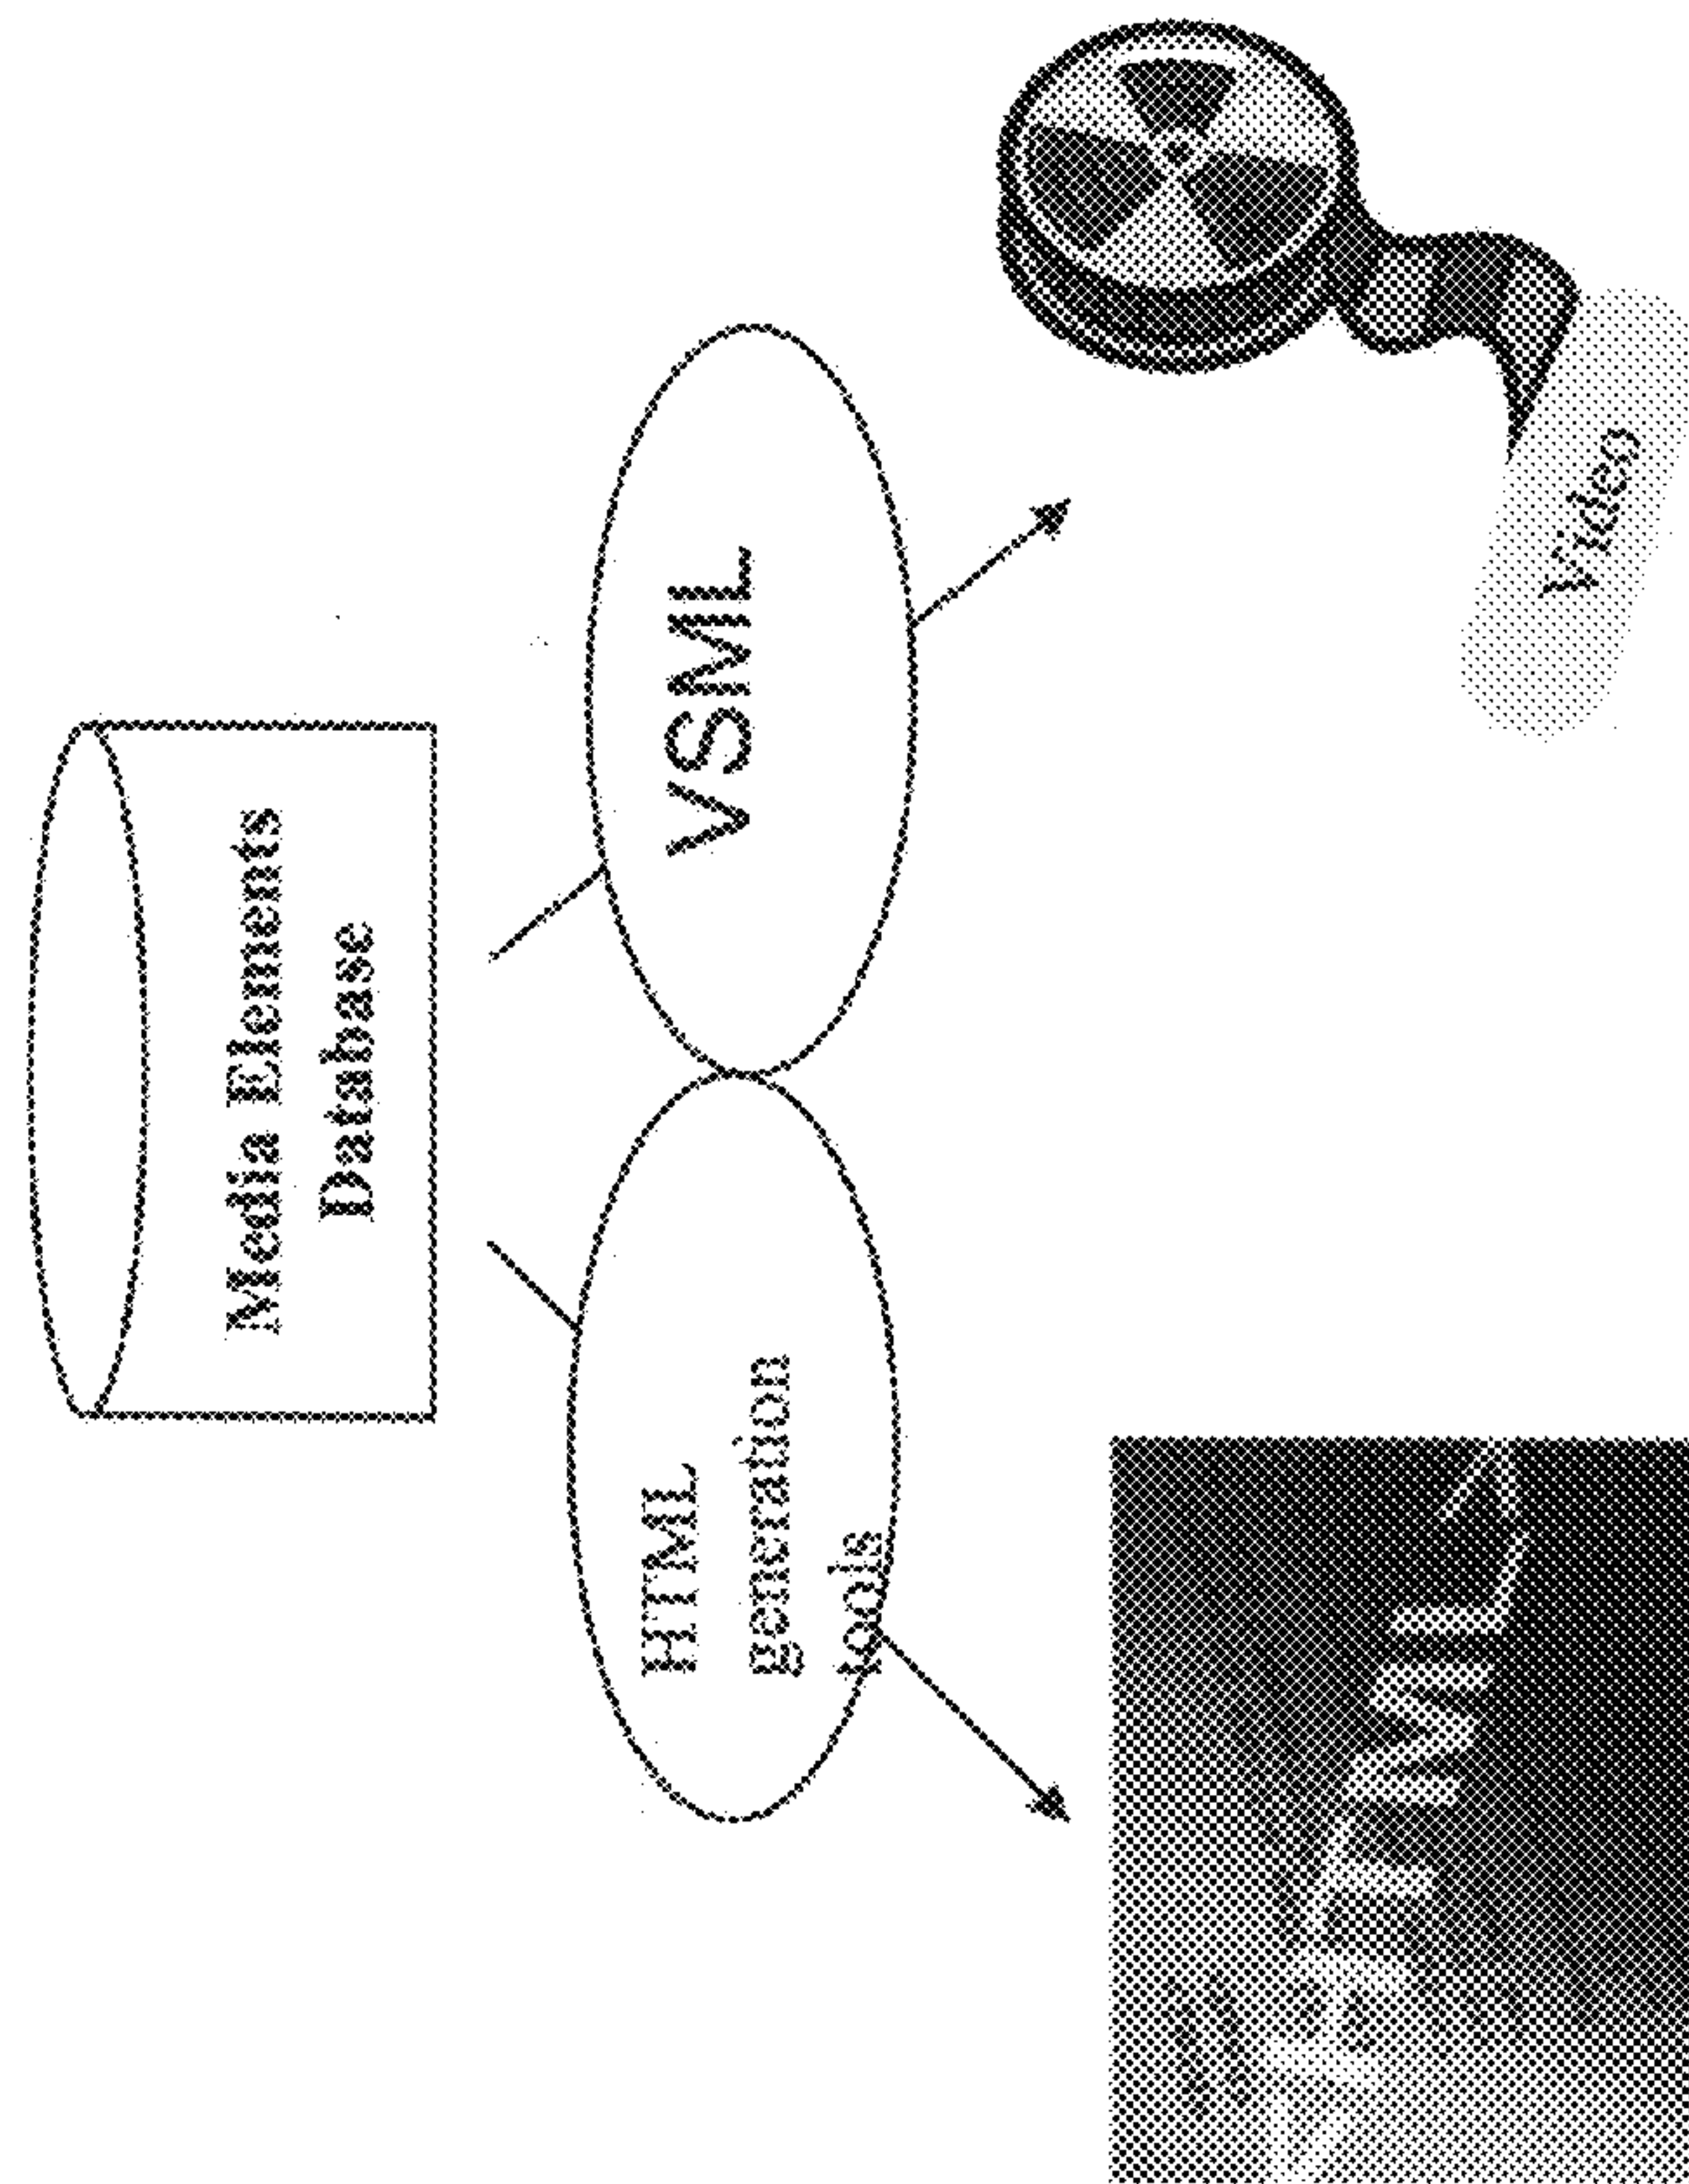 Media Elements
Database
HTML
generation
tools
VSML
<HTML>
Video